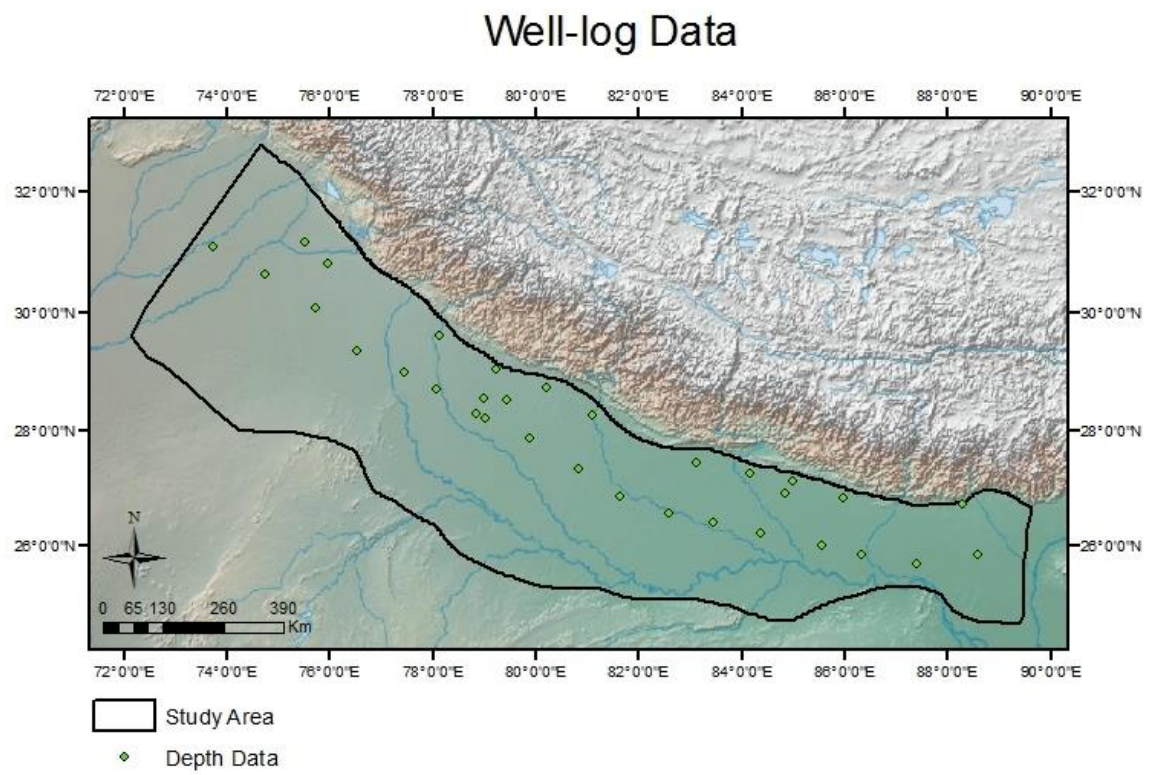 Well-log Data
72°0'0"E 74°0'0"E 76°0'0"E 78°0'0"E 80°0'0"E 82°0'0"E 84°0'0"E 86°0'0"E 88°0'0"E 90°0'0"E
32°0'0"N 32°0'0"N
30°0'0"N 30°0'0"N
28°0'0"N 28°0'0"N
N
26°0'0"N 26°0'0"N
0 65 130 260 390
Km
72°0'0"E 74°0'0"E 76°0'0"E 78°0'0"E 80°0'0"E 82°0'0"E 84°0'0"E 86°0'0"E 88°0'0"E 90°0'0"E
Study Area
Depth Data